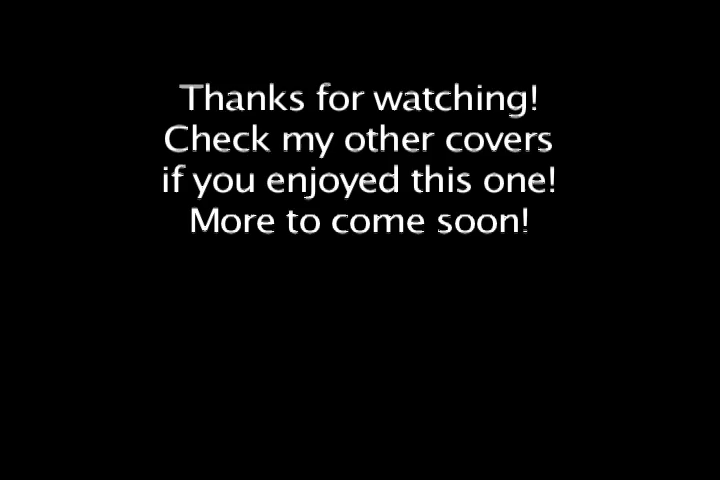 Thanks for watching!
Check my other covers
if you enjoyed this one!
More to come soon!